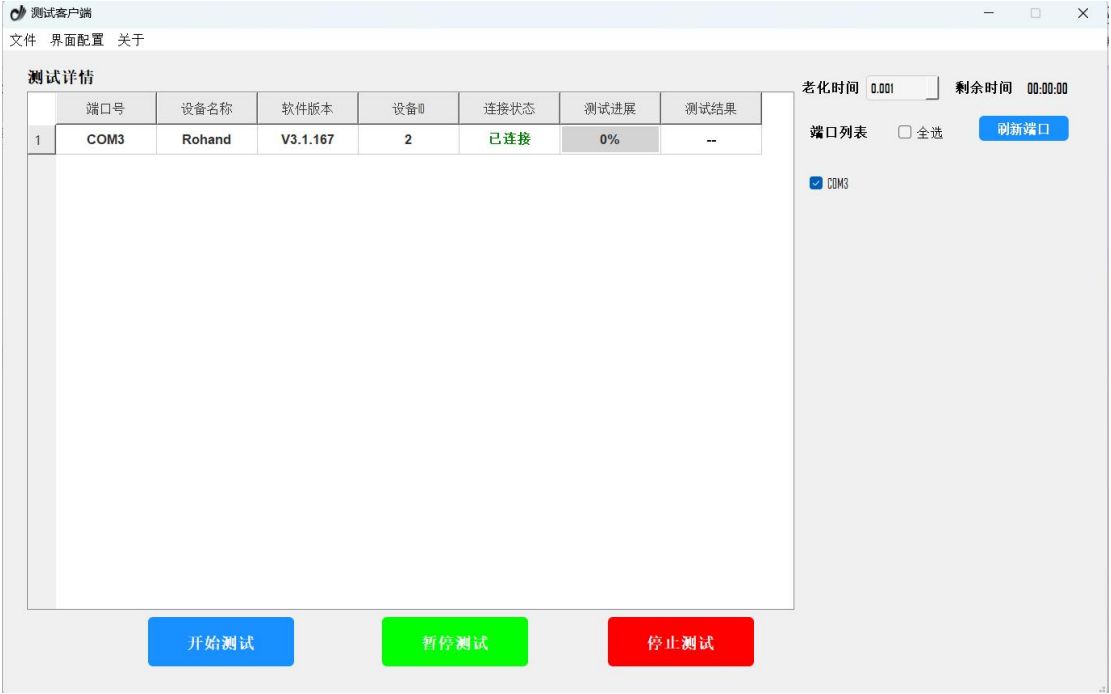 测试客户端
文件 界面配置 关于
测试详情
老化时间 0.001 剩余时间 00:00:00
端口号 设备名称 软件版本 设备ID 连接状态 测试进展 测试结果
端口列表 全选 刷新端口
1 COM3 Rohand V3.1.167 2 已连接 0% --
COM3
开始测试 暂停测试 停止测试